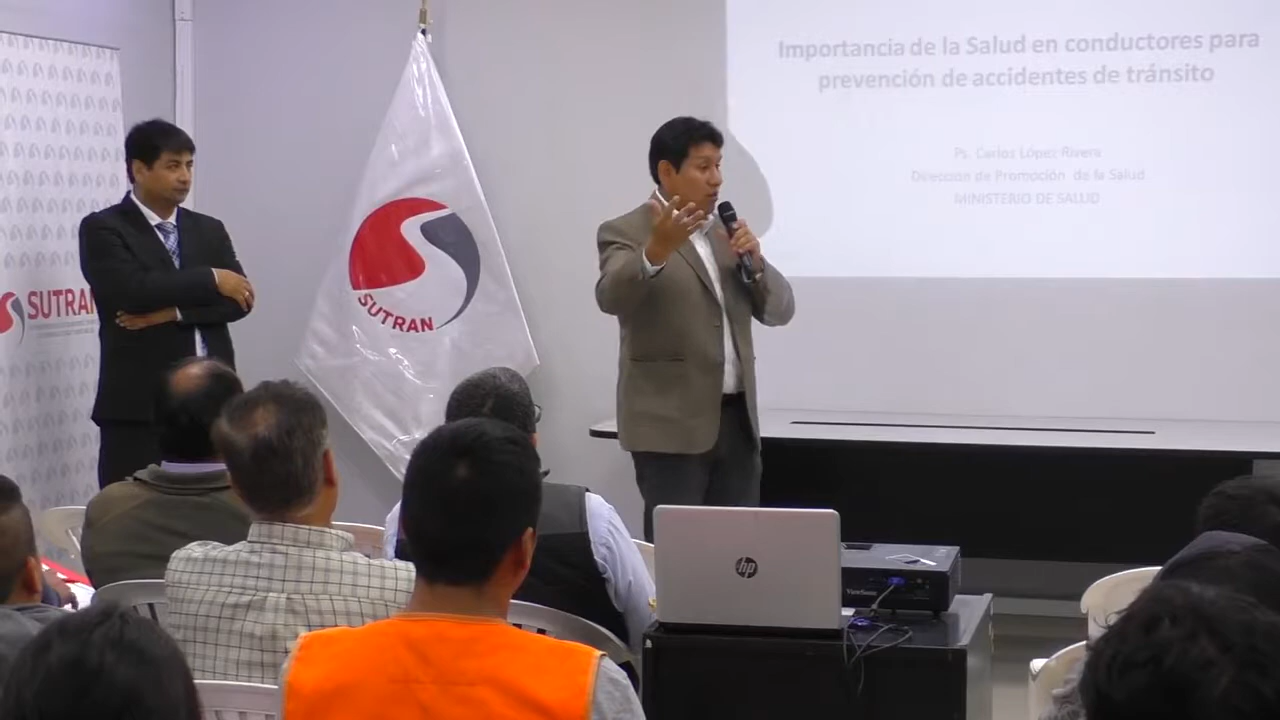 Importancia de la Salud en conductores para
prevención de accidentes de tránsito
Ps. Carlos López Rivera
Dirección de Promoción de la Salud
MINISTERIO DE SALUD
SUTRAN
SUTRAN
hp
ViewSonic